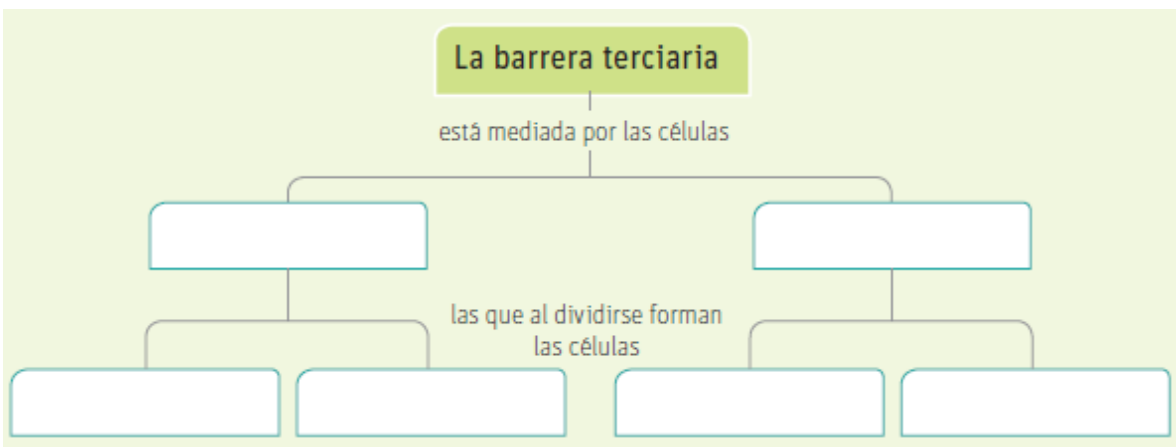 La barrera terciaria
está mediada por las células
las que al dividirse forman
las células